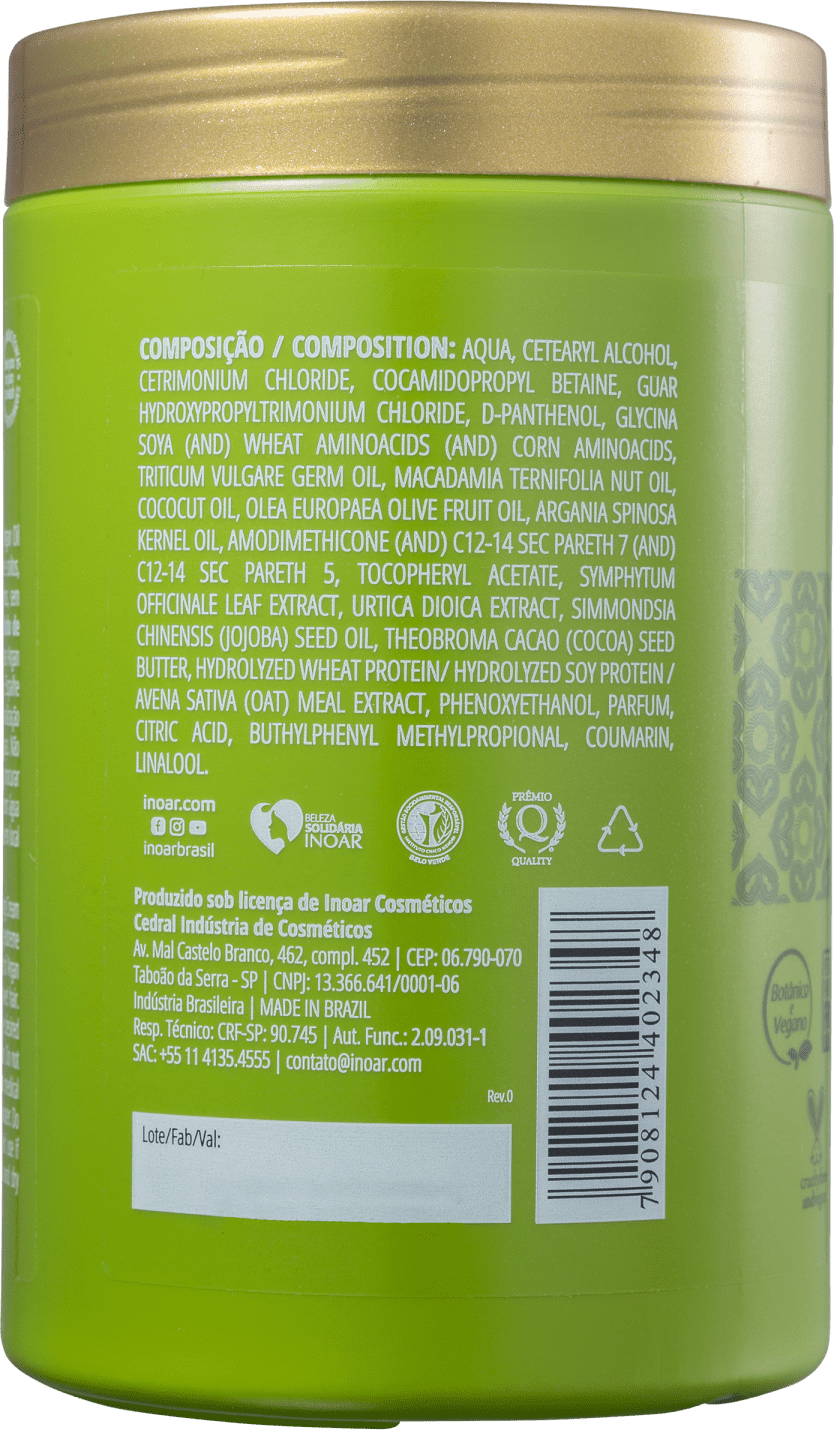 COMPOSIÇÃO / COMPOSITION: AQUA, CETEARYL ALCOHOL,
CETRIMONIUM CHLORIDE, COCAMIDOPROPYL BETAINE, GUAR
HYDROXYPROPYLTRIMONIUM CHLORIDE, D-PANTHENOL, GLYCINA
SOYA (AND) WHEAT AMINOACIDS (AND) CORN AMINOACIDS,
TRITICUM VULGARE GERM OIL, MACADAMIA TERNIFOLIA NUT OIL,
COCOCUT OIL, OLEA EUROPAEA OLIVE FRUIT OIL, ARGANIA SPINOSA
KERNEL OIL, AMODIMETHICONE (AND) C12-14 SEC PARETH 7 (AND)
C12-14 SEC PARETH 5, TOCOPHERYL ACETATE, SYMPHYTUM
OFFICINALE LEAF EXTRACT, URTICA DIOICA EXTRACT, SIMMONDSIA
CHINENSIS (JOJOBA) SEED OIL, THEOBROMA CACAO (COCOA) SEED
BUTTER, HYDROLYZED WHEAT PROTEIN/ HYDROLYZED SOY PROTEIN /
AVENA SATIVA (OAT) MEAL EXTRACT, PHENOXYETHANOL, PARFUM,
CITRIC ACID, BUTHYLPHENYL METHYLPROPIONAL, COUMARIN,
LINALOOL.
inoar.com
inoarbrasil
BELEZA
SOLIDÁRIA
INOAR
SELO VERDE
PRÊMIO
Q
QUALITY
Produzido sob licença de Inoar Cosméticos
Cedral Indústria de Cosméticos
Av. Mal Castelo Branco, 462, compl. 452 | CEP: 06.790-070
Taboão da Serra - SP | CNPJ: 13.366.641/0001-06
Indústria Brasileira | MADE IN BRAZIL
Resp. Técnico: CRF-SP: 90.745 | Aut. Func.: 2.09.031-1
SAC: +55 11 4135.4555 | contato@inoar.com
Rev.0
Lote/Fab/Val:
7908124402348
Botânico
e
Vegano